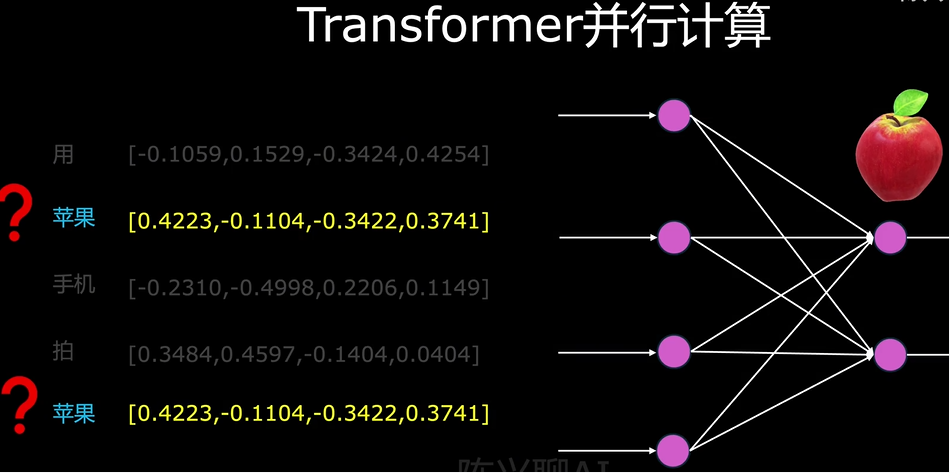 Transformer并行计算
用 [-0.1059,0.1529,-0.3424,0.4254]
? 苹果 [0.4223,-0.1104,-0.3422,0.3741]
手机 [-0.2310,-0.4998,0.2206,0.1149]
拍 [0.3484,0.4597,-0.1404,0.0404]
? 苹果 [0.4223,-0.1104,-0.3422,0.3741]